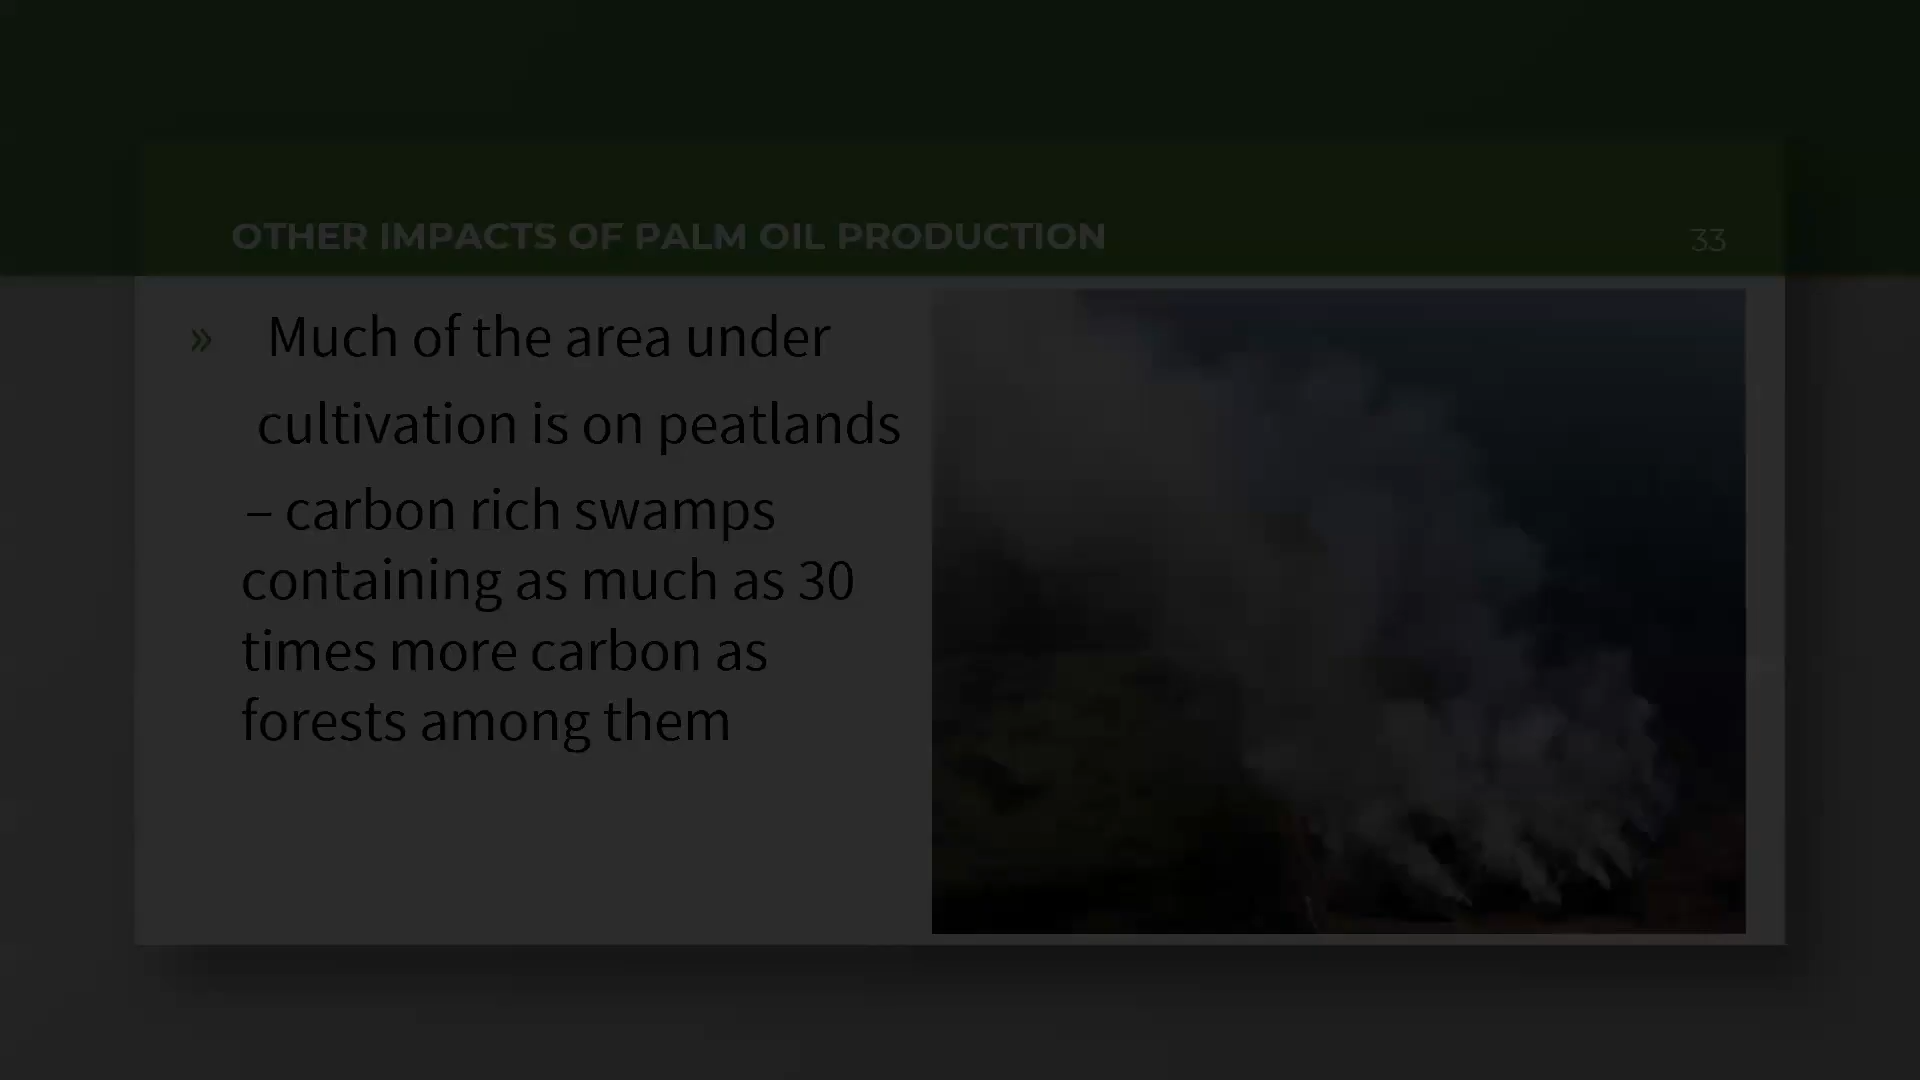 OTHER IMPACTS OF PALM OIL PRODUCTION
33
» Much of the area under
cultivation is on peatlands
– carbon rich swamps
containing as much as 30
times more carbon as
forests among them